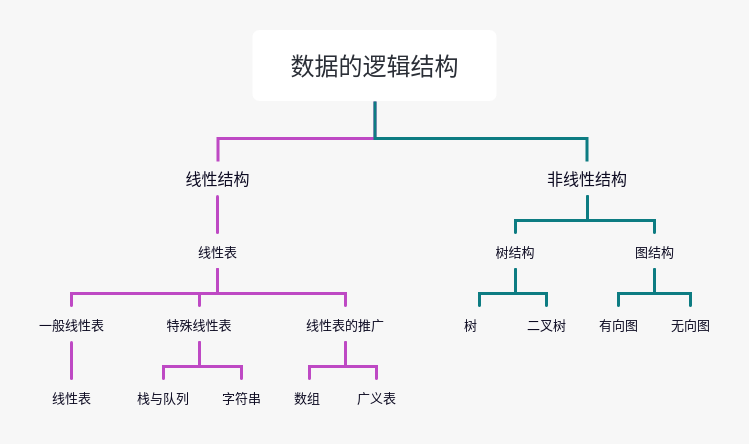 数据的逻辑结构
线性结构
非线性结构
线性表
树结构
图结构
一般线性表
特殊线性表
线性表的推广
树
二叉树
有向图
无向图
线性表
栈与队列
字符串
数组
广义表